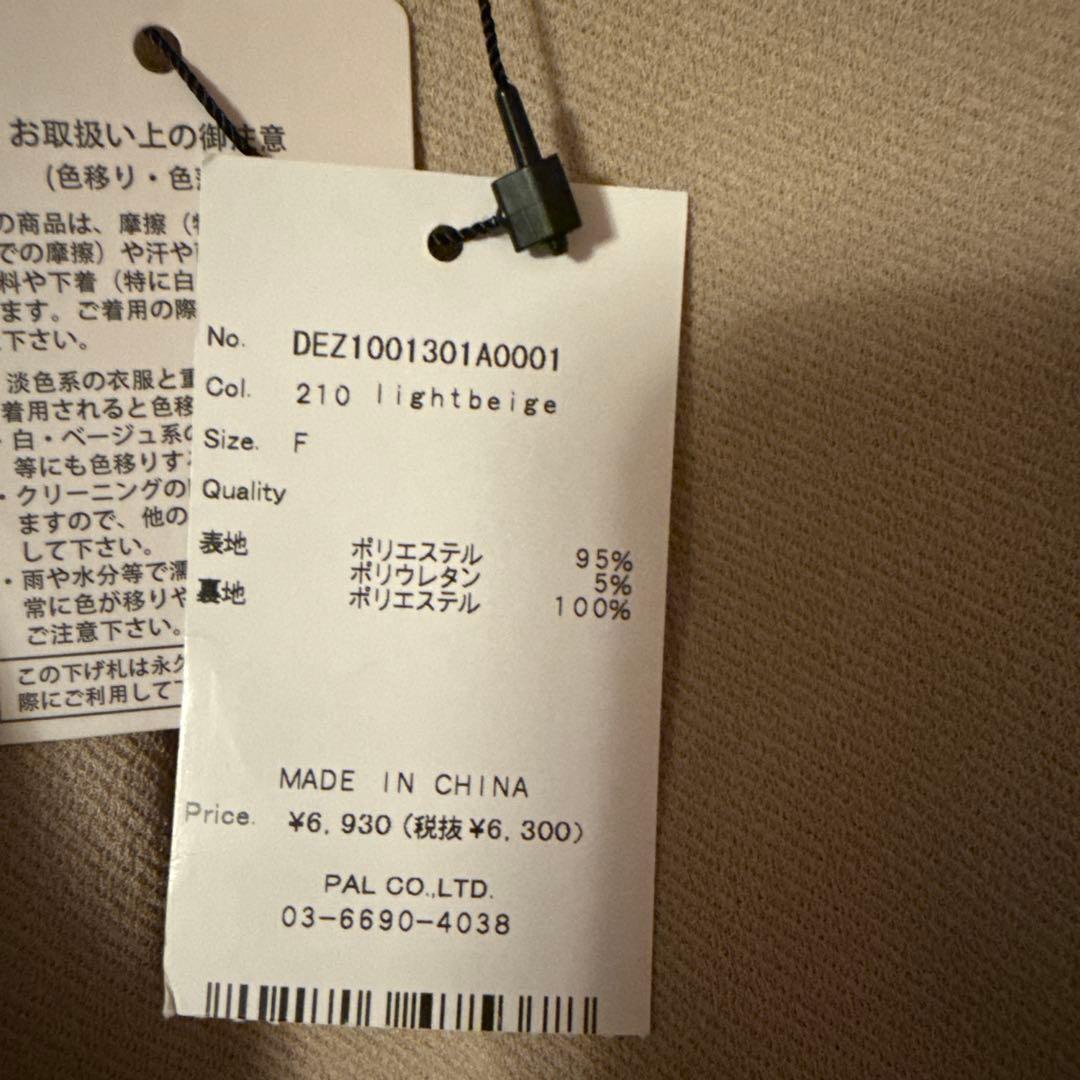 お取扱い上の御注意
(色移り・色
の商品は、摩擦
での摩擦）や汗や
料や下着（特に白
ます。ご着用の際
下さい。
淡色系の衣服と重
着用されると色移
・白・ベージュ系の
等にも色移りす
・クリーニングの
ますので、他の
して下さい。
・雨や水分等で濡
常に色が移りや
ご注意下さい。
この下げ札は永久
際にご利用して下
No. DEZ1001301A0001
Col. 210 lightbeige
Size. F
Quality
表地 ポリエステル 95%
ポリウレタン 5%
裏地 ポリエステル 100%
MADE IN CHINA
Price. ¥6,930 (税抜¥6,300)
PAL CO.,LTD.
03-6690-4038